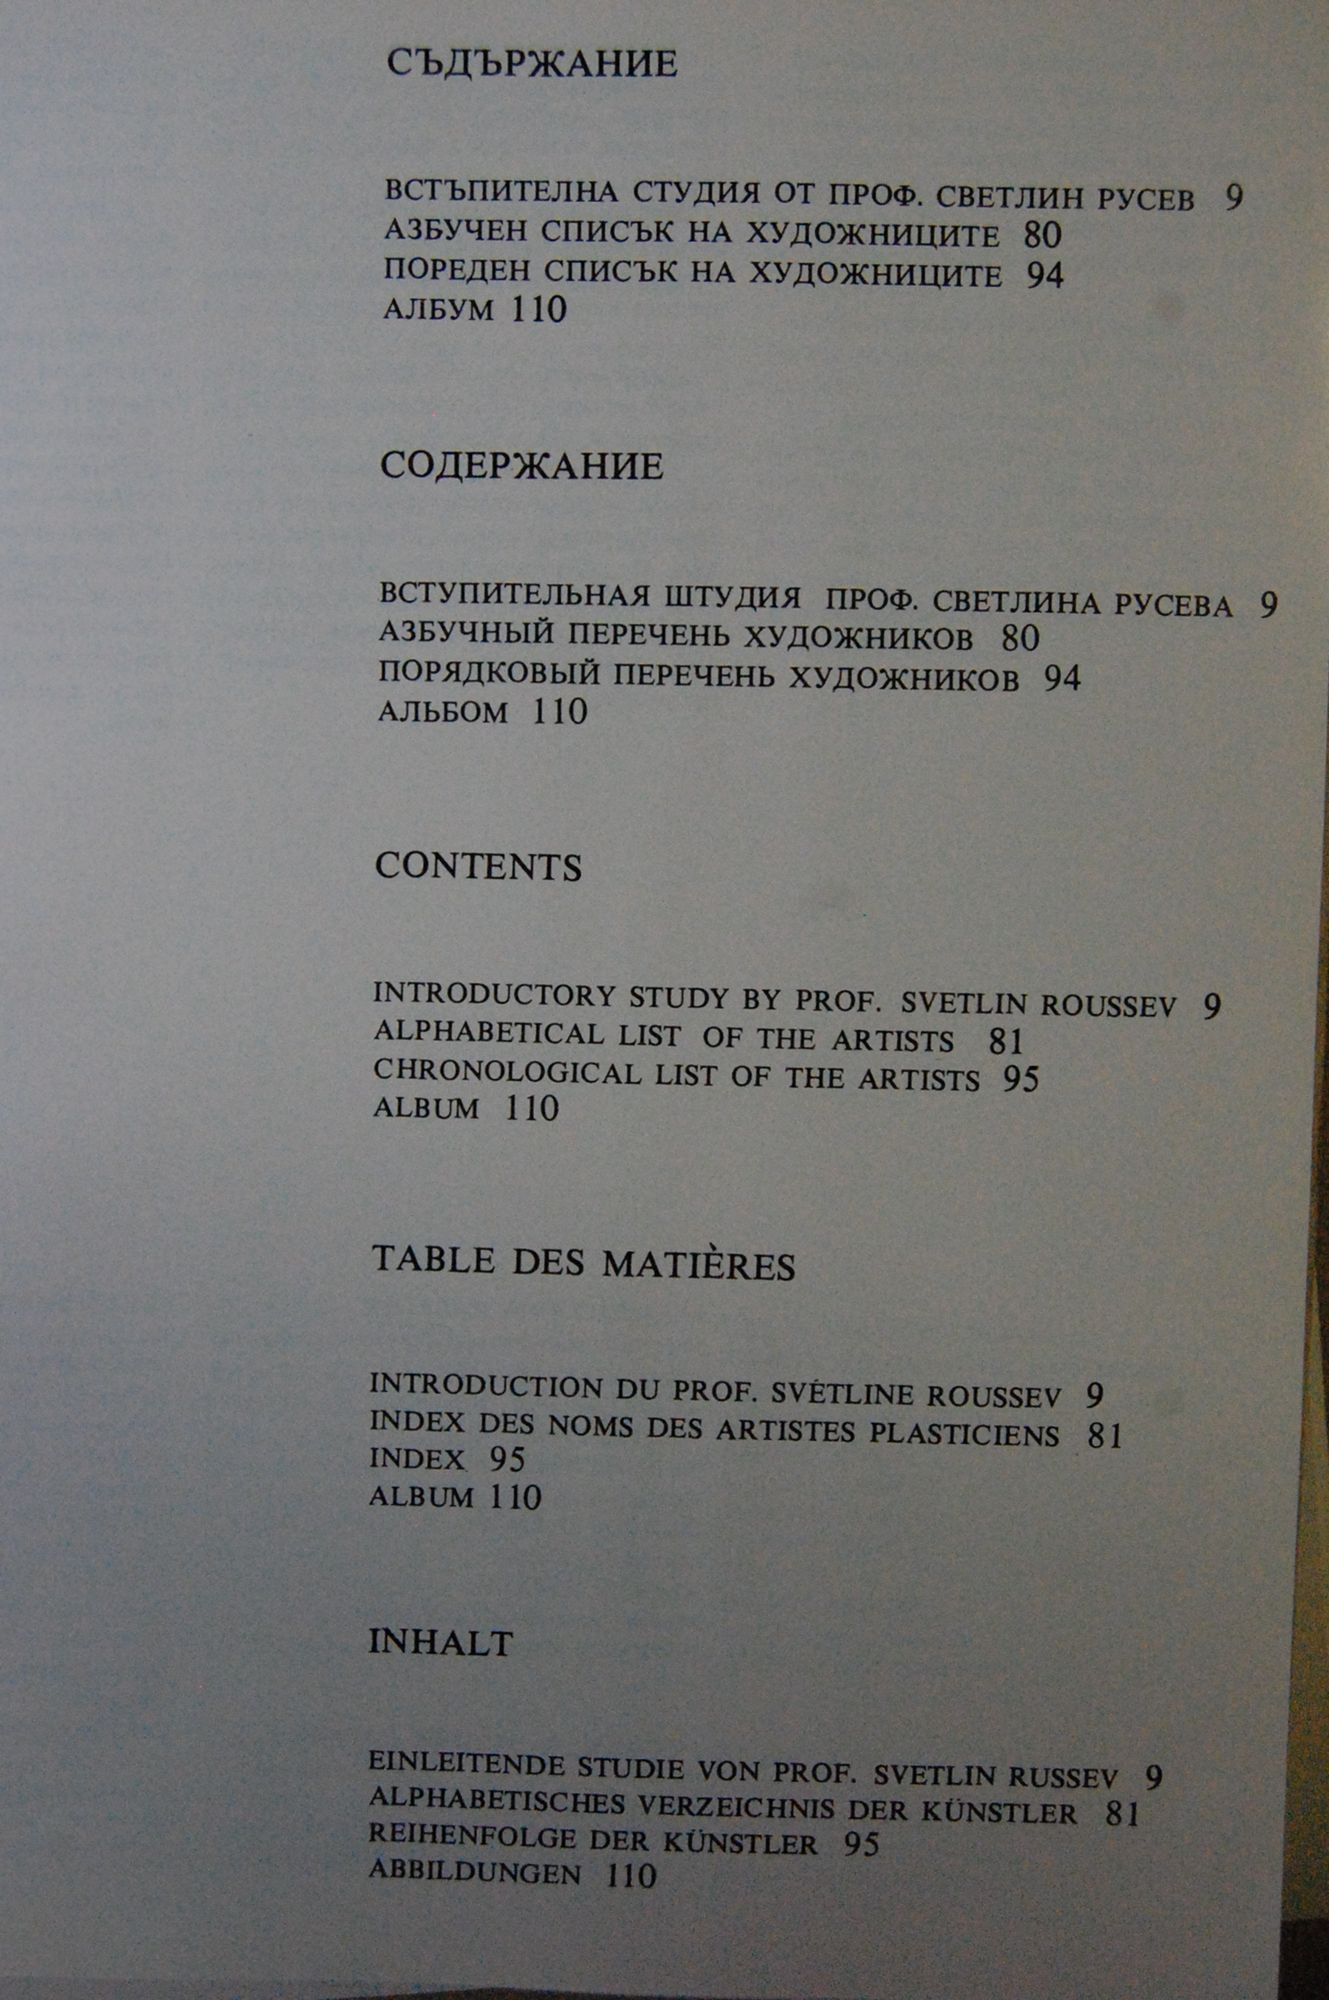 СЪДЪРЖАНИЕ
ВСТЪПИТЕЛНА СТУДИЯ ОТ ПРОФ. СВЕТЛИН РУСЕВ 9
АЗБУЧЕН СПИСЪК НА ХУДОЖНИЦИТЕ 80
ПОРЕДЕН СПИСЪК НА ХУДОЖНИЦИТЕ 94
АЛБУМ 110
СОДЕРЖАНИЕ
ВСТУПИТЕЛЬНАЯ ШТУДИЯ ПРОФ. СВЕТЛИНА РУСЕВА 9
АЗБУЧНЫЙ ПЕРЕЧЕНЬ ХУДОЖНИКОВ 80
ПОРЯДКОВЫЙ ПЕРЕЧЕНЬ ХУДОЖНИКОВ 94
АЛЬБОМ 110
CONTENTS
INTRODUCTORY STUDY BY PROF. SVETLIN ROUSSEV 9
ALPHABETICAL LIST OF THE ARTISTS 81
CHRONOLOGICAL LIST OF THE ARTISTS 95
ALBUM 110
TABLE DES MATIÈRES
INTRODUCTION DU PROF. SVÉTLINE ROUSSEV 9
INDEX DES NOMS DES ARTISTES PLASTICIENS 81
INDEX 95
ALBUM 110
INHALT
EINLEITENDE STUDIE VON PROF. SVETLIN RUSSEV 9
ALPHABETISCHES VERZEICHNIS DER KÜNSTLER 81
REIHENFOLGE DER KÜNSTLER 95
ABBILDUNGEN 110